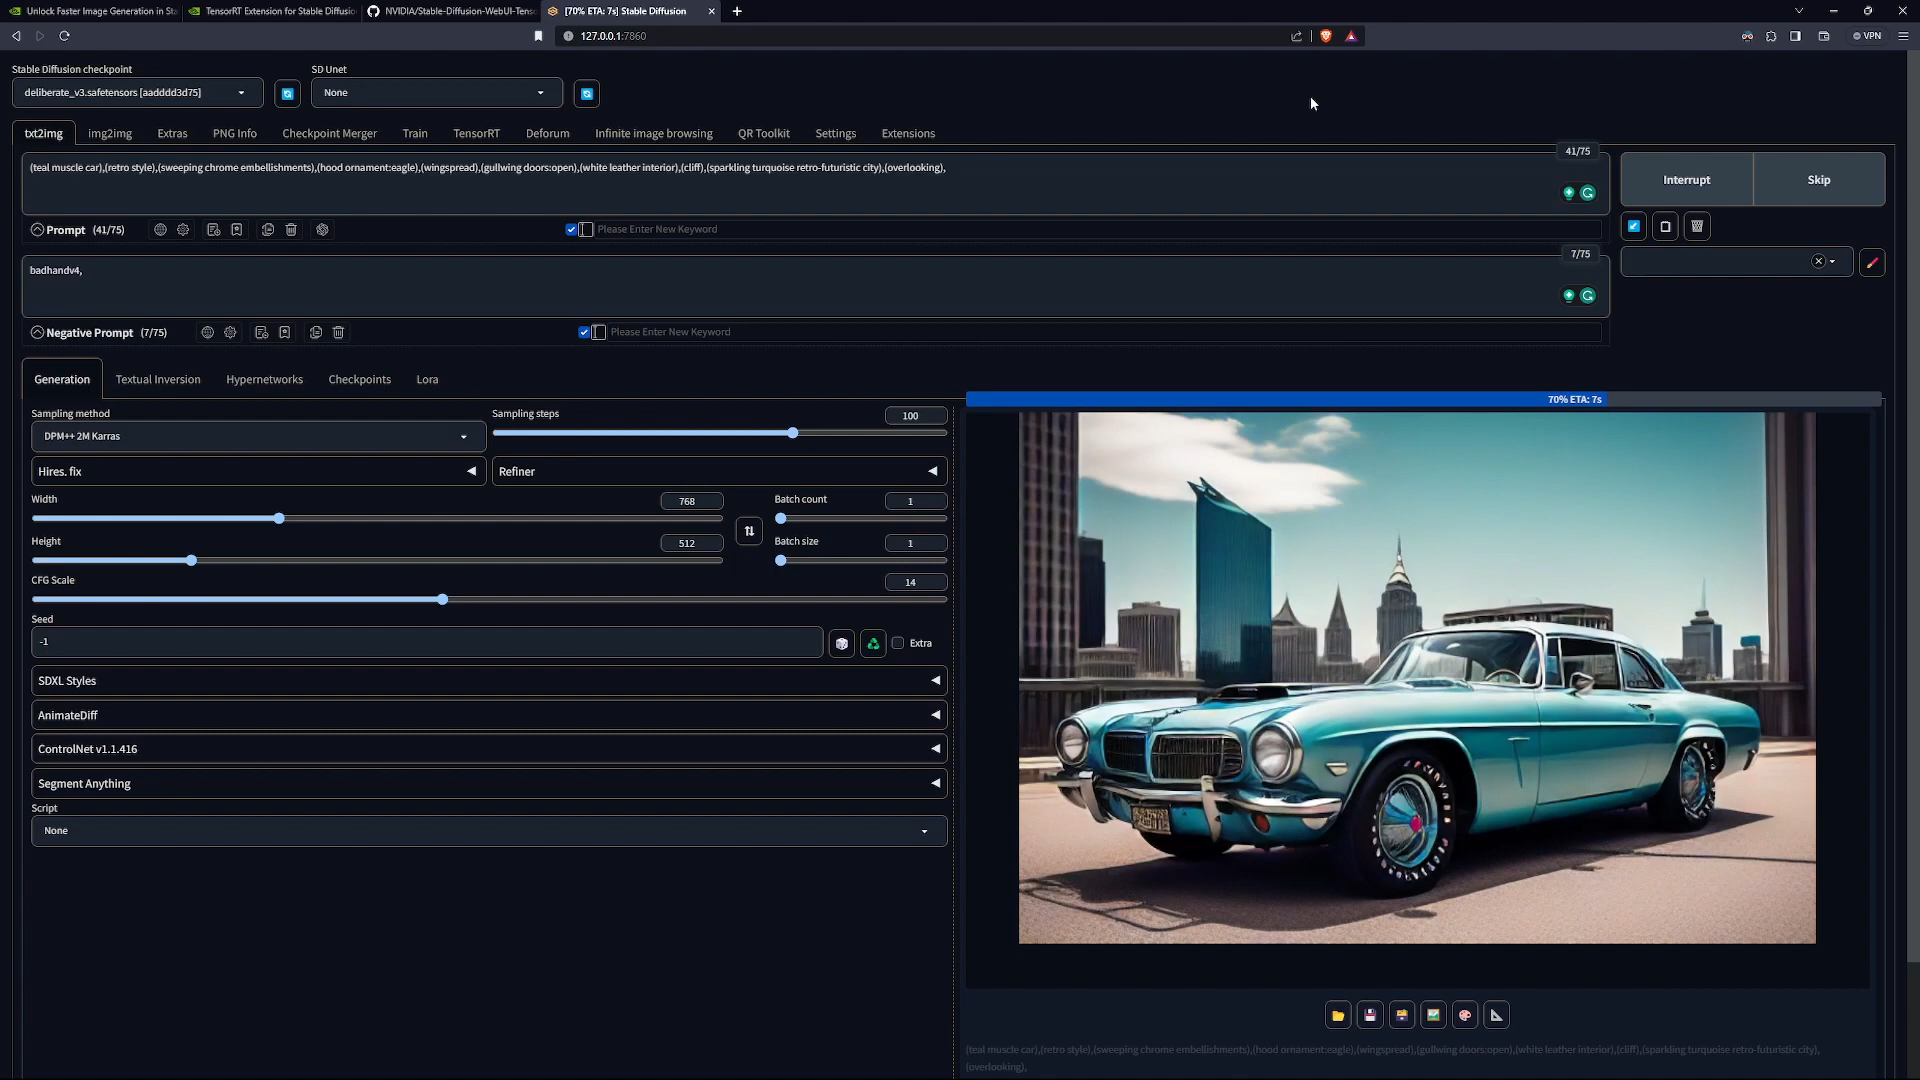 Unlock Faster Image Generation in Sta
TensorRT Extension for Stable Diffusio
NVIDIA/Stable-Diffusion-WebUI-Tens
[70% ETA: 7s] Stable Diffusion
127.0.0.1:7860
VPN
Stable Diffusion checkpoint
SD Unet
deliberate_v3.safetensors [aadddd3d75]
None
txt2img
img2img
Extras
PNG Info
Checkpoint Merger
Train
TensorRT
Deforum
Infinite image browsing
QR Toolkit
Settings
Extensions
41/75
(teal muscle car),(retro style),(sweeping chrome embellishments),(hood ornament:eagle),(wingspread),(gullwing doors:open),(white leather interior),(cliff),(sparkling turquoise retro-futuristic city),(overlooking),
Interrupt
Skip
Prompt (41/75)
Please Enter New Keyword
7/75
badhandv4,
Negative Prompt (7/75)
Please Enter New Keyword
Generation
Textual Inversion
Hypernetworks
Checkpoints
Lora
70% ETA: 7s
Sampling method
Sampling steps
100
DPM++ 2M Karras
Hires. fix
Refiner
Width
768
Batch count
1
Height
512
Batch size
1
CFG Scale
14
Seed
-1
Extra
SDXL Styles
AnimateDiff
ControlNet v1.1.416
Segment Anything
Script
None
(teal muscle car),(retro style),(sweeping chrome embellishments),(hood ornament:eagle),(wingspread),(gullwing doors:open),(white leather interior),(cliff),(sparkling turquoise retro-futuristic city),
(overlooking),